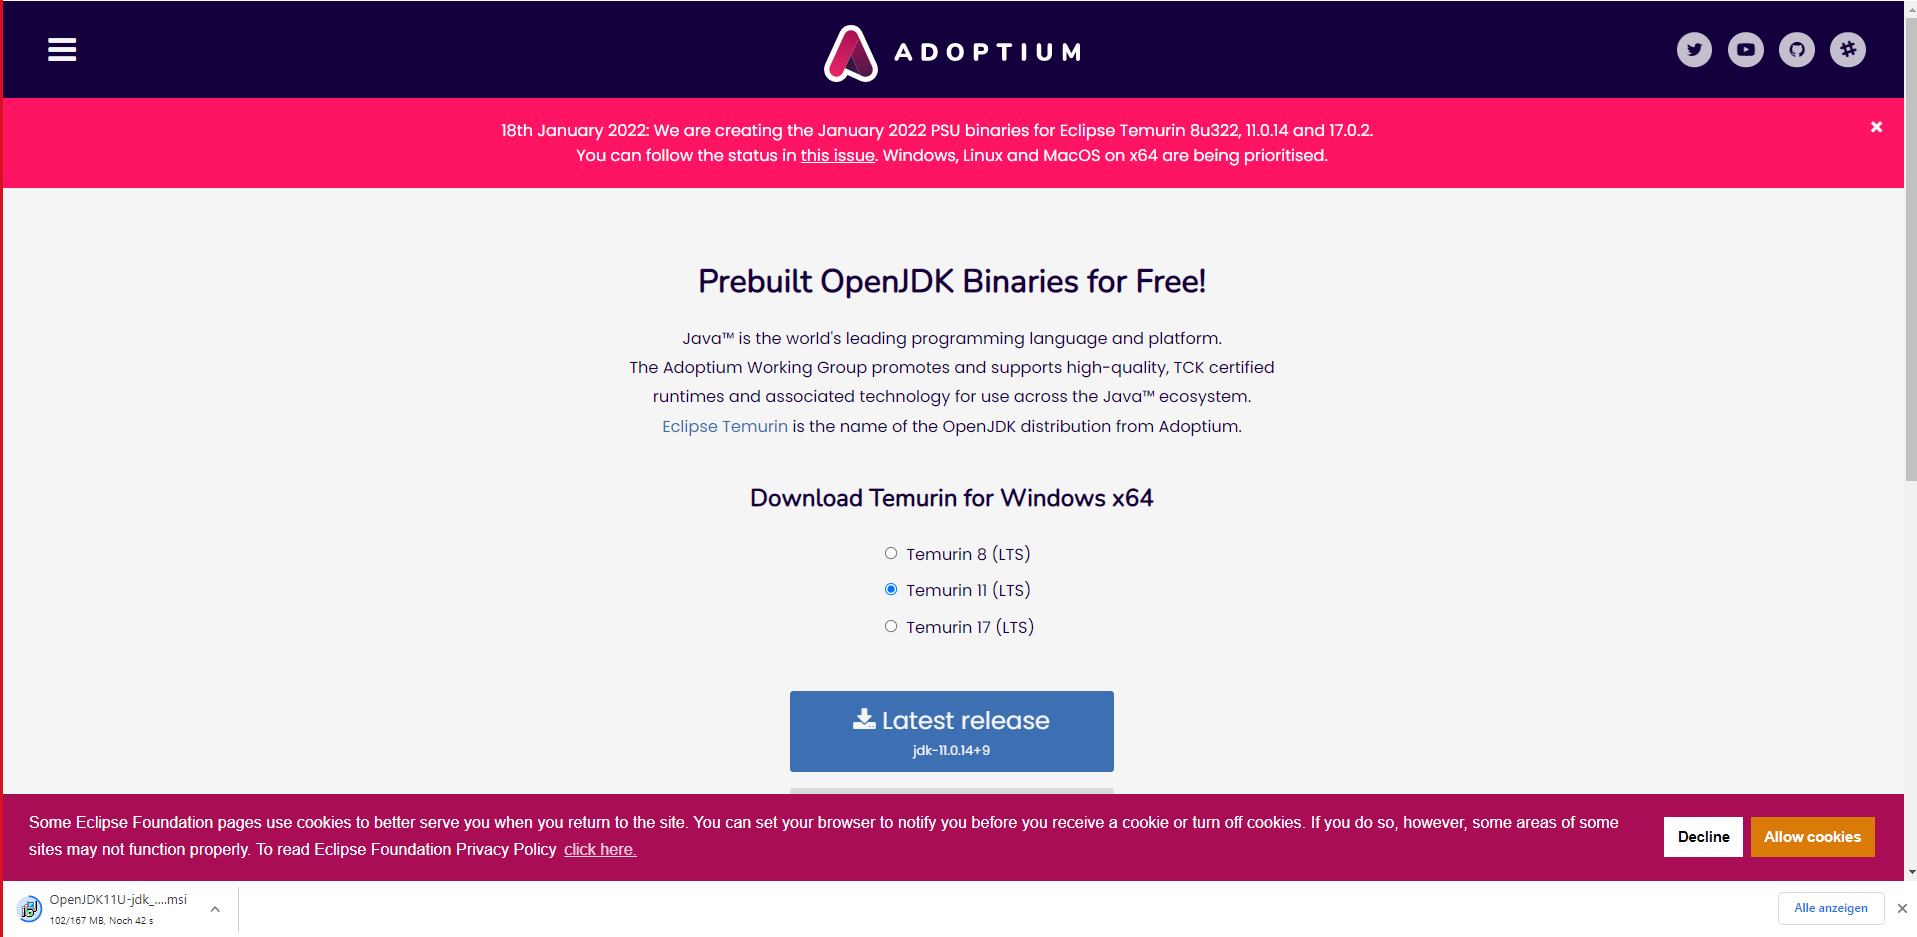 ADOPTIUM
18th January 2022: We are creating the January 2022 PSU binaries for Eclipse Temurin 8u322, 11.0.14 and 17.0.2.
You can follow the status in this issue. Windows, Linux and MacOS on x64 are being prioritised.
Prebuilt OpenJDK Binaries for Free!
Java™ is the world's leading programming language and platform.
The Adoptium Working Group promotes and supports high-quality, TCK certified
runtimes and associated technology for use across the Java™ ecosystem.
Eclipse Temurin is the name of the OpenJDK distribution from Adoptium.
Download Temurin for Windows x64
Temurin 8 (LTS)
Temurin 11 (LTS)
Temurin 17 (LTS)
Latest release
jdk-11.0.14+9
Some Eclipse Foundation pages use cookies to better serve you when you return to the site. You can set your browser to notify you before you receive a cookie or turn off cookies. If you do so, however, some areas of some
sites may not function properly. To read Eclipse Foundation Privacy Policy click here.
Decline
Allow cookies
OpenJDK11U-jdk_....msi
102/167 MB, Noch 42 s
Alle anzeigen